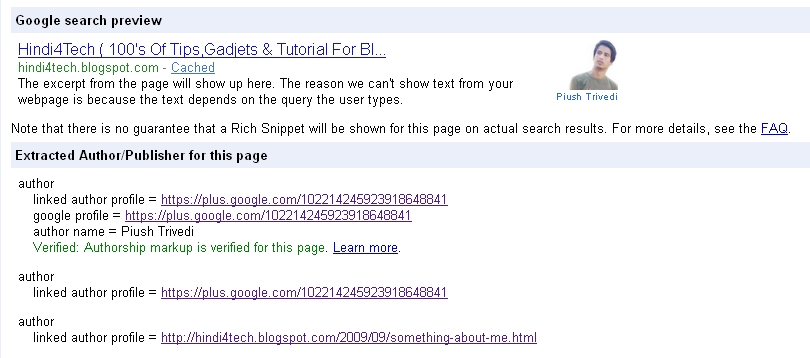 Google search preview
Hindi4Tech ( 100's Of Tips,Gadjets & Tutorial For Bl...
hindi4tech.blogspot.com - Cached
The excerpt from the page will show up here. The reason we can't show text from your
webpage is because the text depends on the query the user types.
Piush Trivedi
Note that there is no guarantee that a Rich Snippet will be shown for this page on actual search results. For more details, see the FAQ.
Extracted Author/Publisher for this page
author
linked author profile = https://plus.google.com/102214245923918648841
google profile = https://plus.google.com/102214245923918648841
author name = Piush Trivedi
Verified: Authorship markup is verified for this page. Learn more.
author
linked author profile = https://plus.google.com/102214245923918648841
author
linked author profile = http://hindi4tech.blogspot.com/2009/09/something-about-me.html